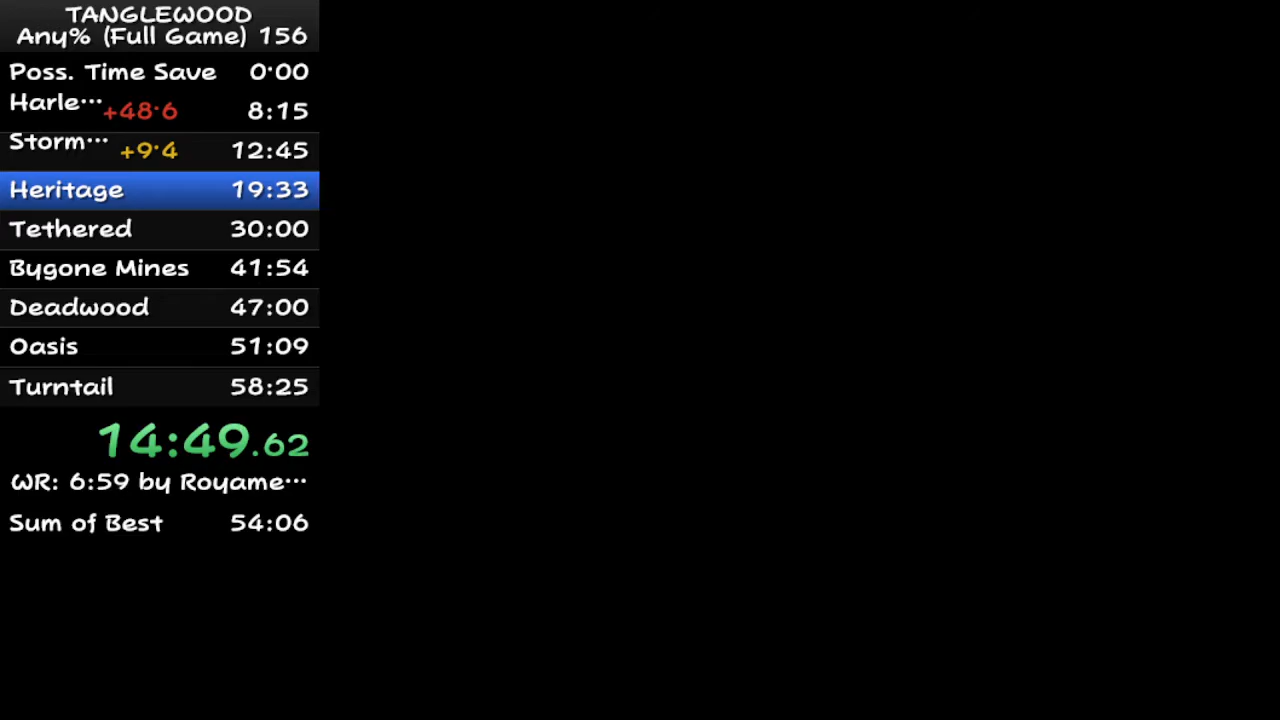 TANGLEWOOD
Any% (Full Game) 156
Poss. Time Save 0·00
Harle··· +48·6 8:15
Storm··· +9·4 12:45
Heritage 19:33
Tethered 30:00
Bygone Mines 41:54
Deadwood 47:00
Oasis 51:09
Turntail 58:25
14:49.62
WR: 6:59 by Royame···
Sum of Best 54:06